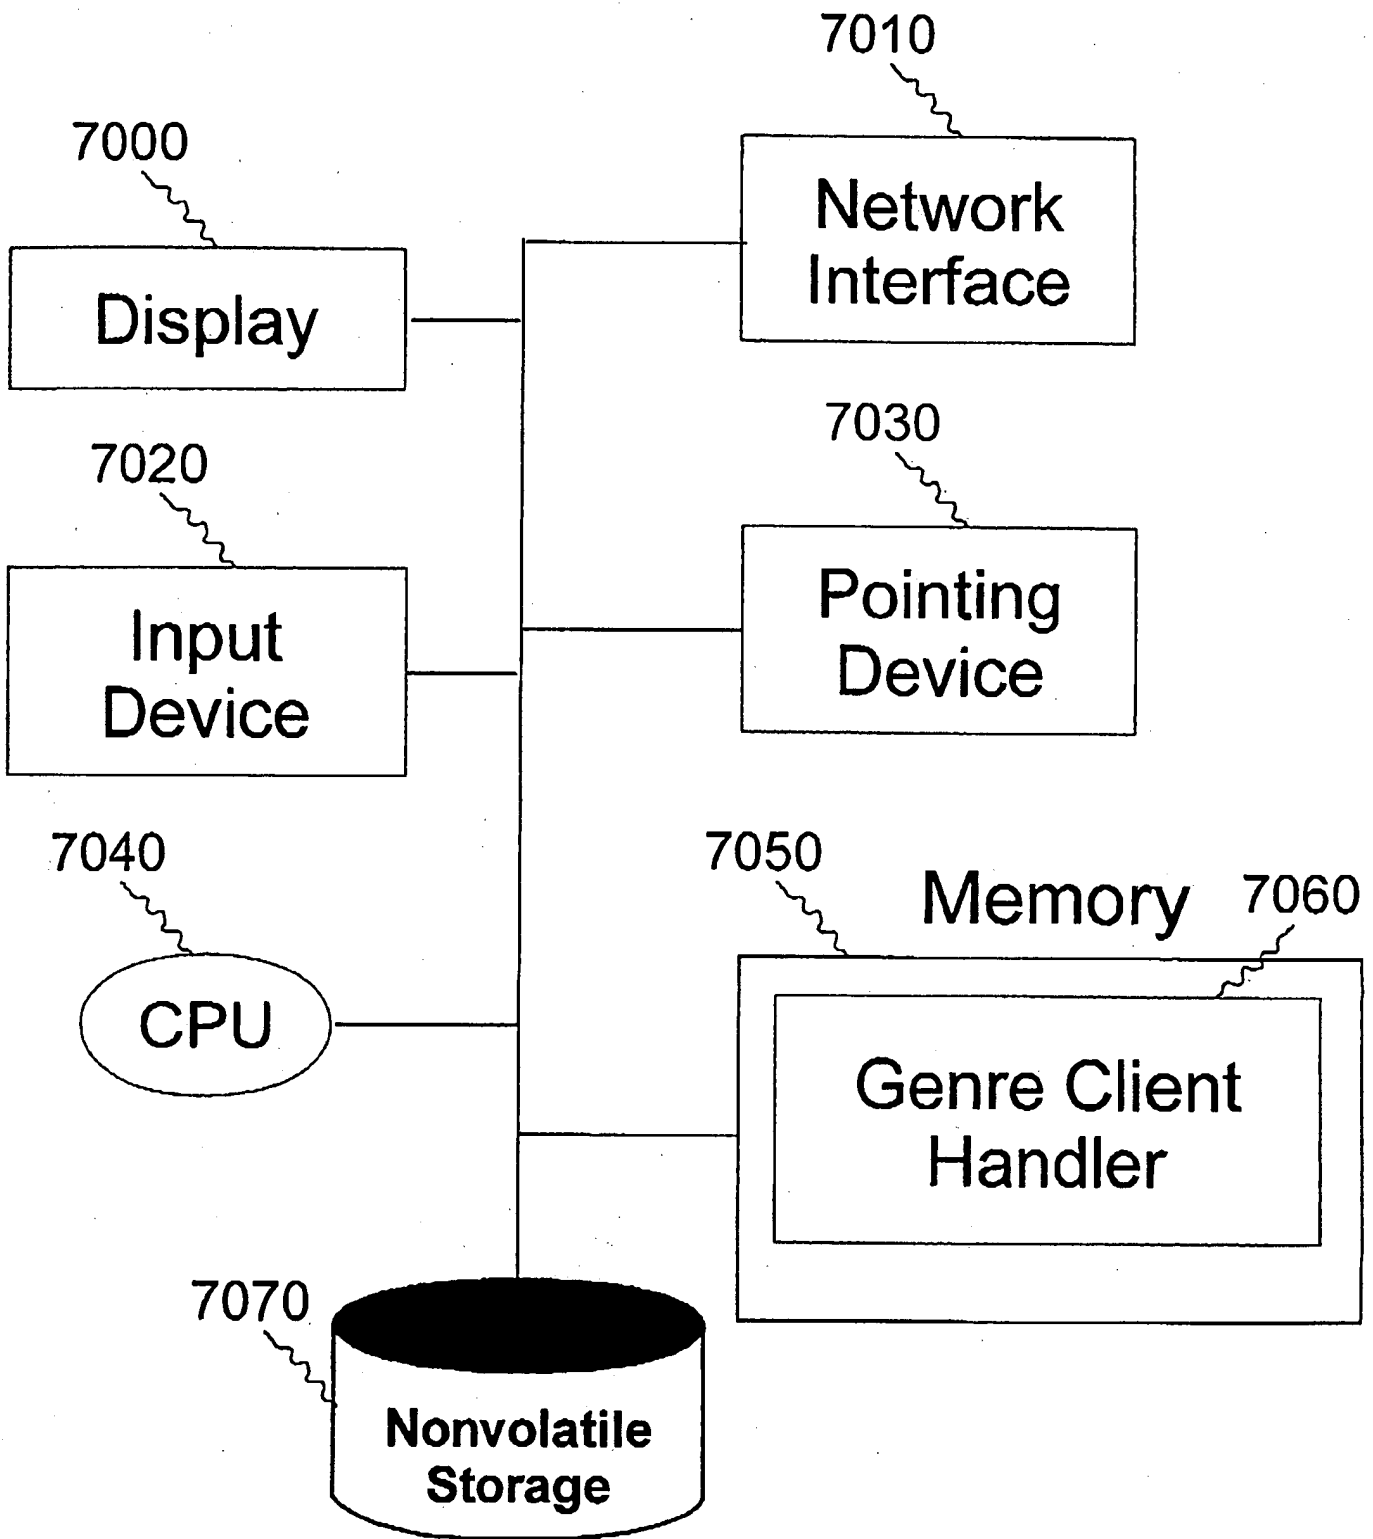 7010
7000
Network
Interface
Display
7030
7020
Pointing
Device
Input
Device
7040
7050
Memory
7060
CPU
Genre Client
Handler
7070
Nonvolatile
Storage